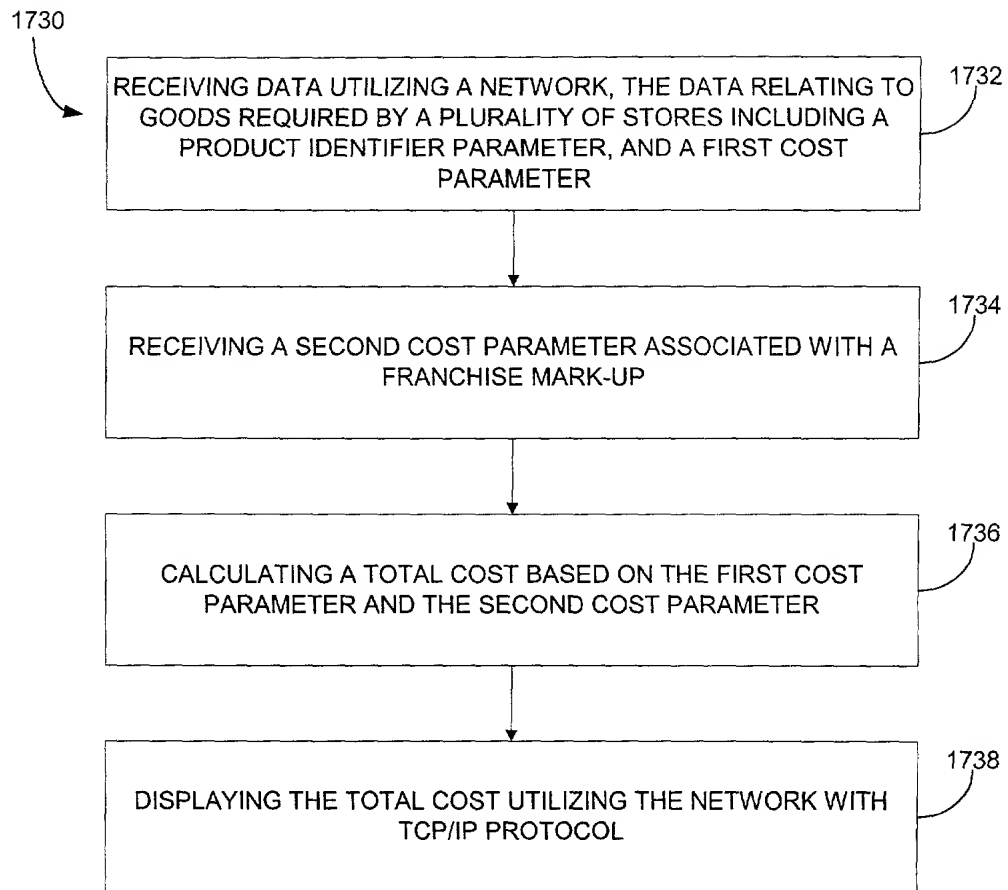 1730
RECEIVING DATA UTILIZING A NETWORK, THE DATA RELATING TO
GOODS REQUIRED BY A PLURALITY OF STORES INCLUDING A
PRODUCT IDENTIFIER PARAMETER, AND A FIRST COST
PARAMETER
1732
RECEIVING A SECOND COST PARAMETER ASSOCIATED WITH A
FRANCHISE MARK-UP
1734
CALCULATING A TOTAL COST BASED ON THE FIRST COST
PARAMETER AND THE SECOND COST PARAMETER
1736
DISPLAYING THE TOTAL COST UTILIZING THE NETWORK WITH
TCP/IP PROTOCOL
1738